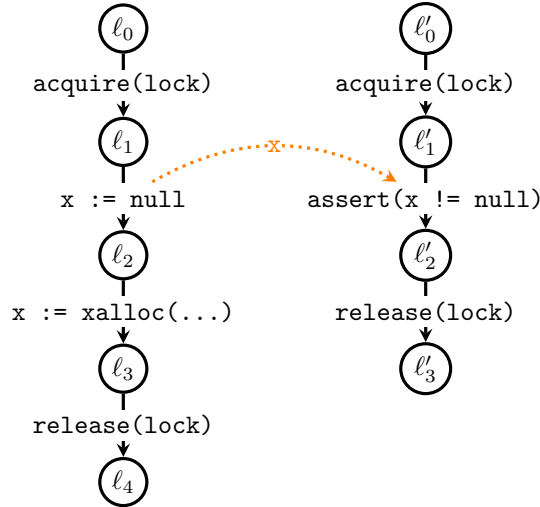 ℓ₀
acquire(lock)
ℓ₁
x := null
ℓ₂
x := xalloc(...)
ℓ₃
release(lock)
ℓ₄
x
ℓ′₀
acquire(lock)
ℓ′₁
assert(x != null)
ℓ′₂
release(lock)
ℓ′₃